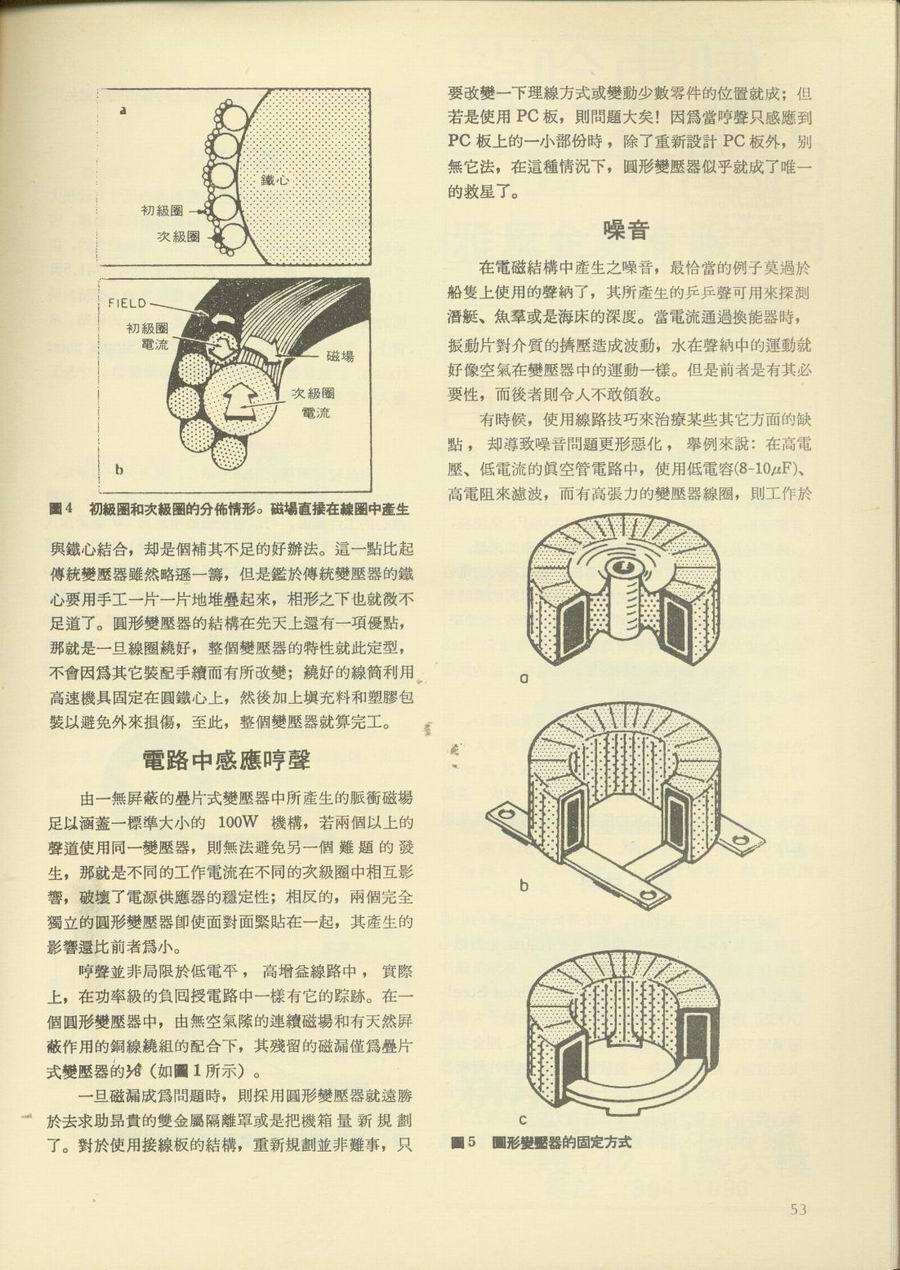 a
鐵心
初級圈
次級圈
FIELD
初級圈
電流
磁場
次級圈
電流
b
圖4 初級圈和次級圈的分佈情形。磁場直接在線圈中產生
與鐵心結合，却是個補其不足的好辦法。這一點比起
傳統變壓器雖然略遜一籌，但是鑑於傳統變壓器的鐵
心要用手工一片一片地堆疊起來，相形之下也就微不
足道了。圓形變壓器的結構在先天上還有一項優點，
那就是一旦線圈繞好，整個變壓器的特性就此定型，
不會因爲其它裝配手續而有所改變；繞好的線筒利用
高速機具固定在圓鐵心上，然後加上塡充料和塑膠包
裝以避免外來損傷，至此，整個變壓器就算完工。
電路中感應哼聲
由一無屏蔽的疊片式變壓器中所產生的脈衝磁場
足以涵蓋一標準大小的 100W 機構，若兩個以上的
聲道使用同一變壓器，則無法避免另一個難題的發
生，那就是不同的工作電流在不同的次級圈中相互影
響，破壞了電源供應器的穩定性；相反的，兩個完全
獨立的圓形變壓器卽使面對面緊貼在一起，其產生的
影響還比前者爲小。
哼聲並非局限於低電平，高增益線路中，實際
上，在功率級的負回授電路中一樣有它的踪跡。在一
個圓形變壓器中，由無空氣隙的連續磁場和有天然屏
蔽作用的銅線繞組的配合下，其殘留的磁漏僅爲疊片
式變壓器的⅛（如圖1所示）。
一旦磁漏成爲問題時，則採用圓形變壓器就遠勝
於去求助昂貴的雙金屬隔離罩或是把機箱量新規劃
了。對於使用接線板的結構，重新規劃並非難事，只
要改變一下理線方式或變動少數零件的位置就成；但
若是使用 PC 板，則問題大矣！因爲當哼聲只感應到
PC 板上的一小部份時，除了重新設計 PC 板外，別
無它法，在這種情況下，圓形變壓器似乎就成了唯一
的救星了。
噪音
在電磁結構中產生之噪音，最恰當的例子莫過於
船隻上使用的聲納了，其所產生的乒乒聲可用來探測
潛艇、魚羣或是海床的深度。當電流通過換能器時，
振動片對介質的擠壓造成波動，水在聲納中的運動就
好像空氣在變壓器中的運動一樣。但是前者是有其必
要性，而後者則令人不敢領敎。
有時候，使用線路技巧來治療某些其它方面的缺
點，却導致噪音問題更形惡化，舉例來說：在高電
壓、低電流的眞空管電路中，使用低電容(8-10μF)、
高電阻來濾波，而有高張力的變壓器線圈，則工作於
a
b
c
圖5 圓形變壓器的固定方式
53